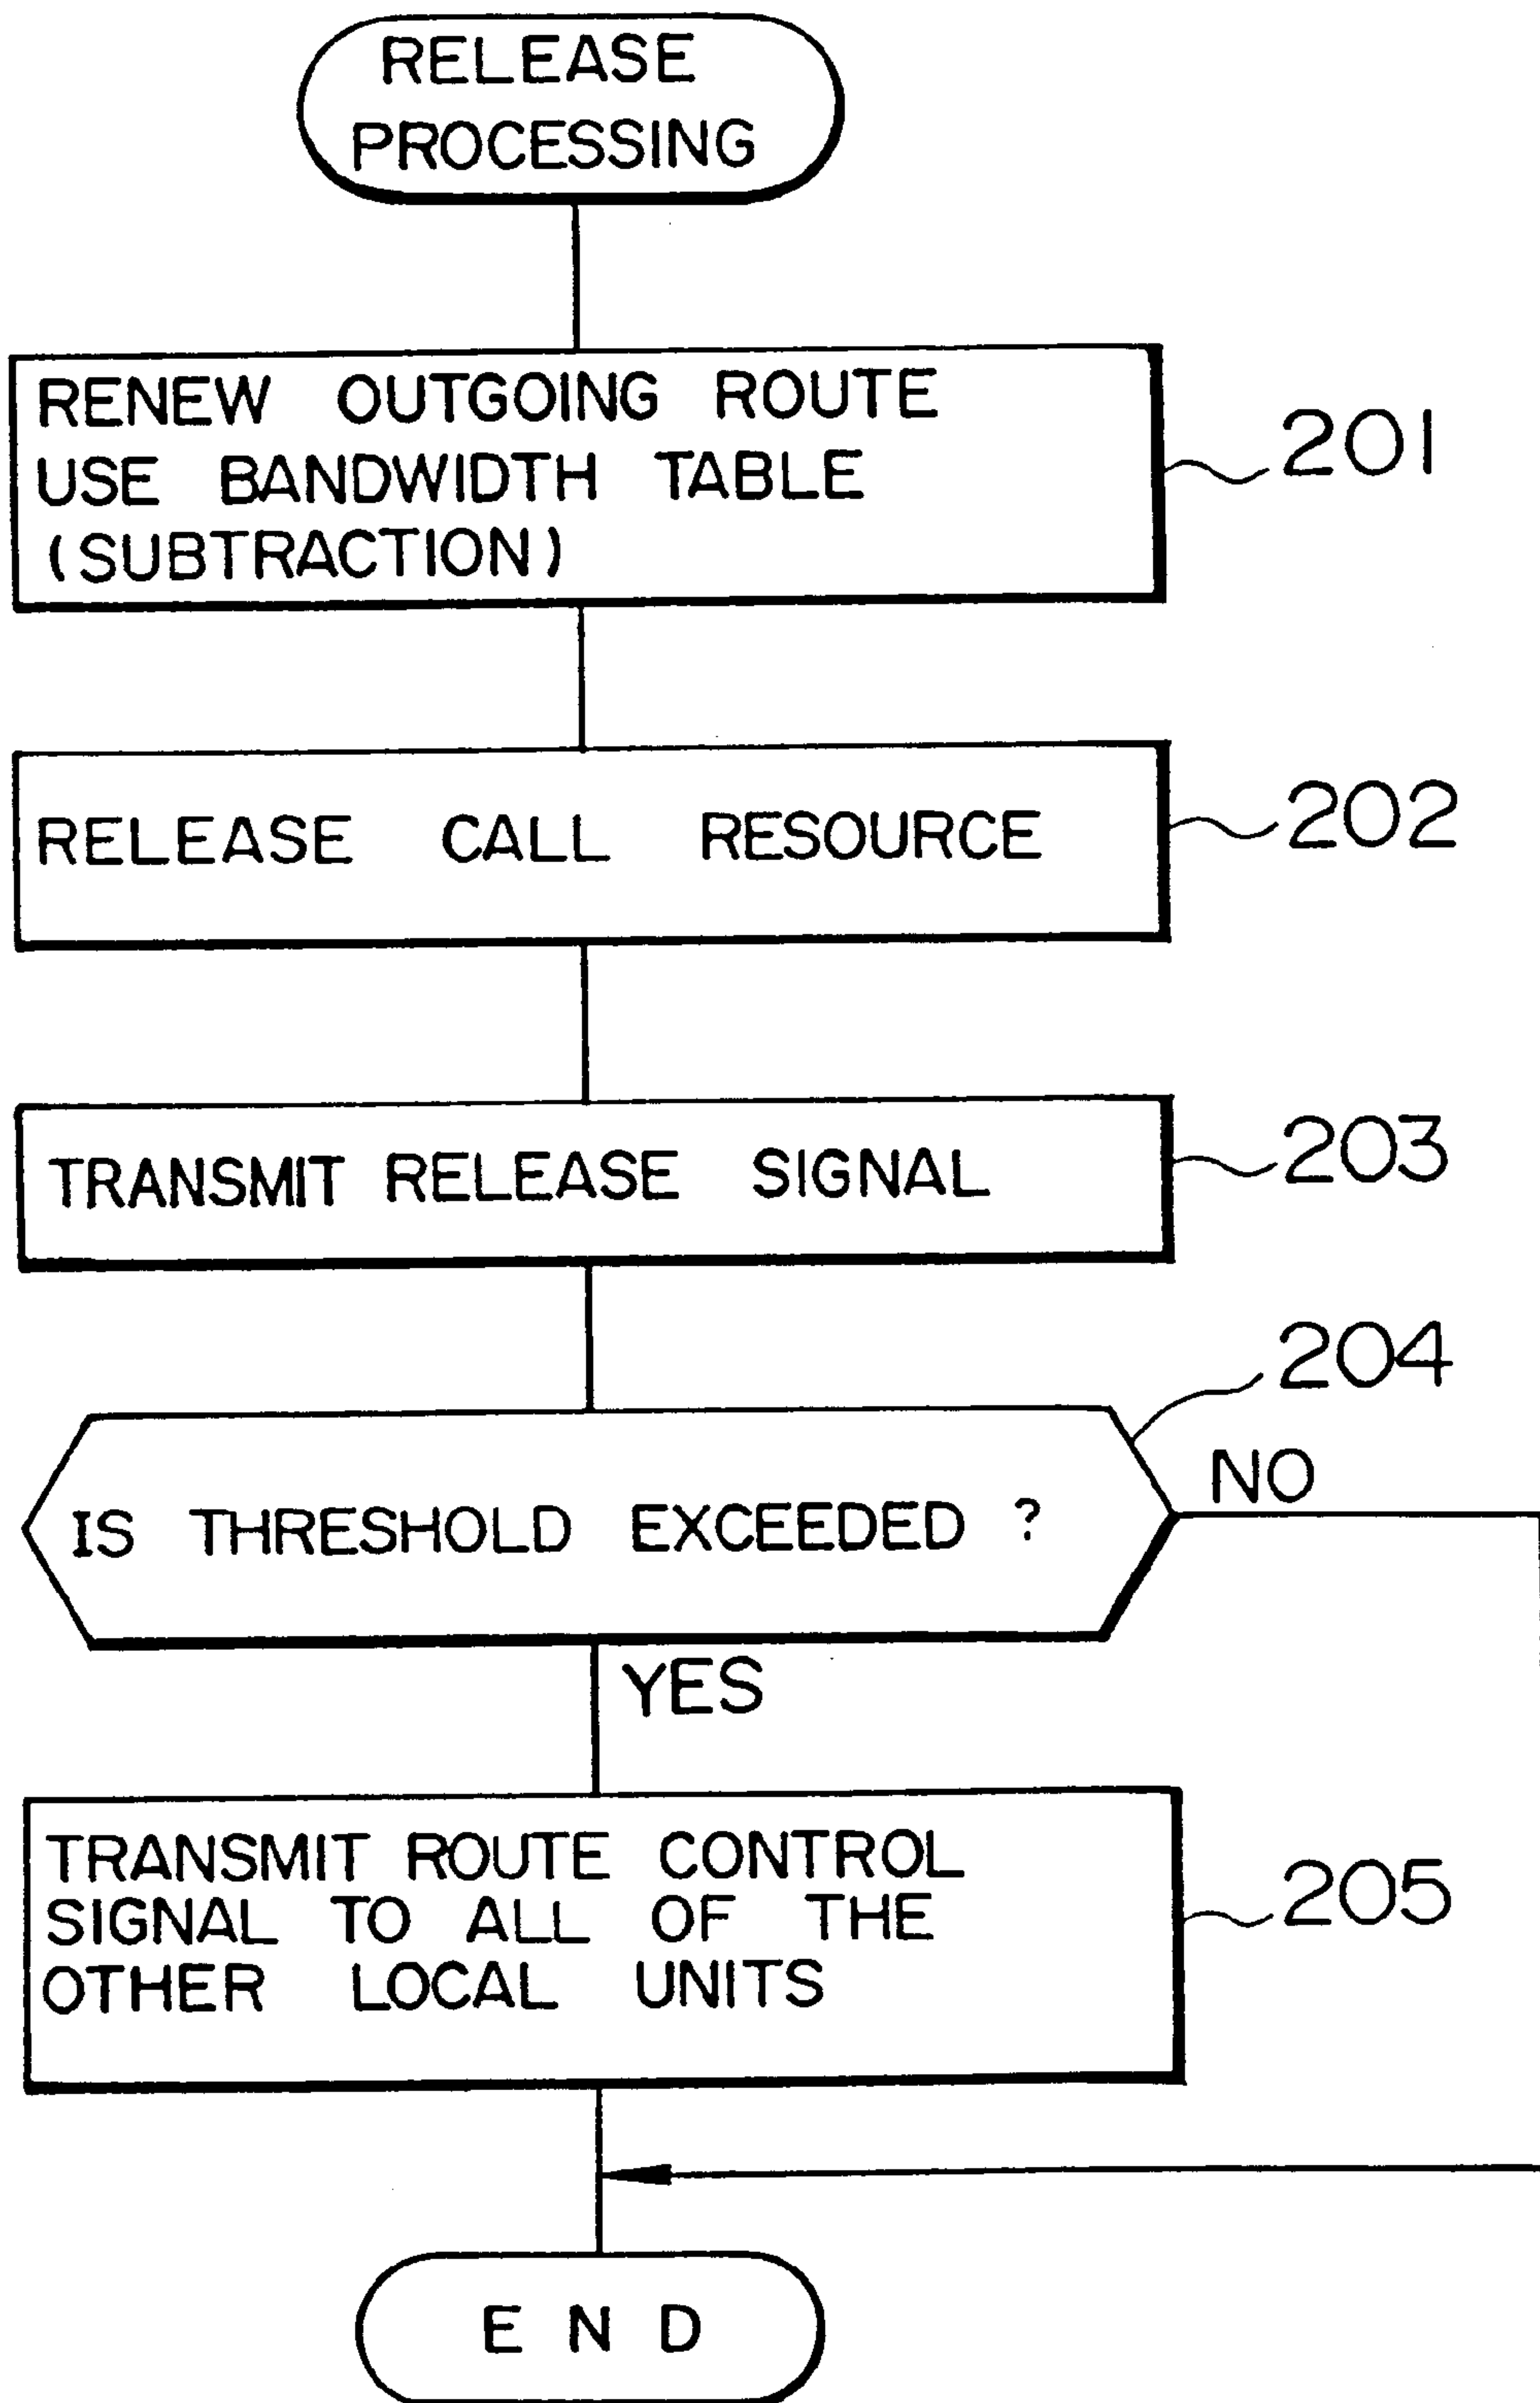 RELEASE
PROCESSING
RENEW OUTGOING ROUTE
USE BANDWIDTH TABLE
(SUBTRACTION)
201
RELEASE CALL RESOURCE
202
TRANSMIT RELEASE SIGNAL
203
204
IS THRESHOLD EXCEEDED ?
NO
YES
TRANSMIT ROUTE CONTROL
SIGNAL TO ALL OF THE
OTHER LOCAL UNITS
205
END